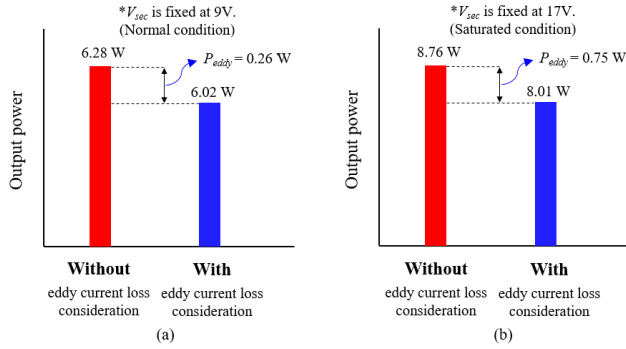 *Vsec is fixed at 9V.
(Normal condition)
6.28 W
Peddy = 0.26 W
6.02 W
Output power
Without
With
eddy current loss
consideration
eddy current loss
consideration
(a)
*Vsec is fixed at 17V.
(Saturated condition)
8.76 W
Peddy = 0.75 W
8.01 W
Output power
Without
With
eddy current loss
consideration
eddy current loss
consideration
(b)